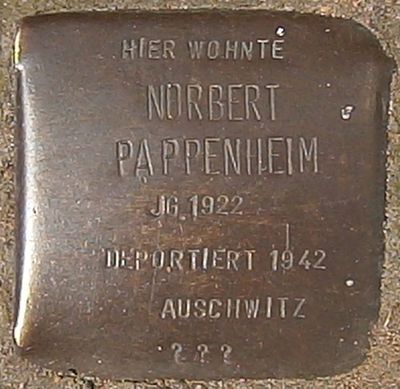 HIER WOHNTE
NORBERT
PAPPENHEIM
JG. 1922
DEPORTIERT 1942
AUSCHWITZ
? ? ?